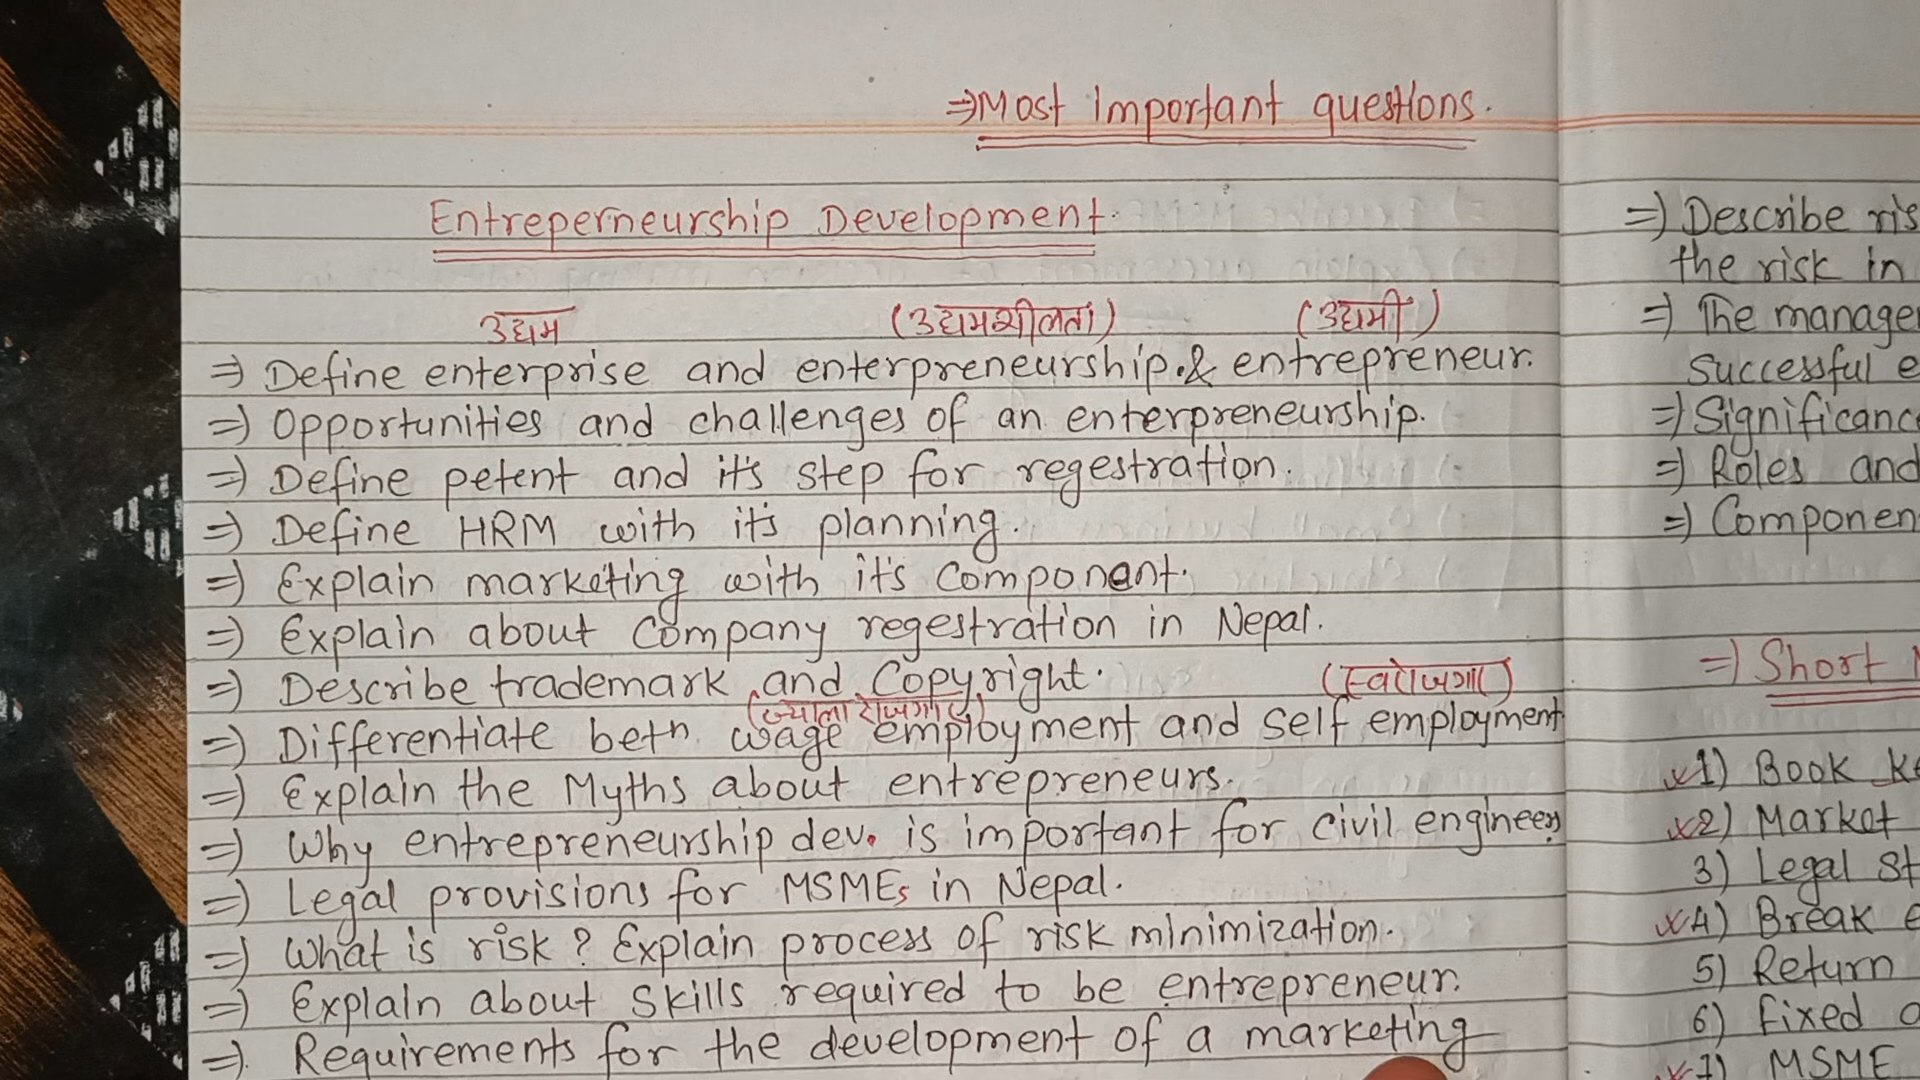 ⇒Most Important questions.
Entreperneurship Development.
उद्यम (उद्यमशीलता) (उद्यमी)
⇒ Define enterprise and enterpreneurship & entrepreneur.
⇒ Opportunities and challenges of an enterpreneurship.
⇒ Define petent and it's step for regestration.
⇒ Define HRM with it's planning.
⇒ Explain marketing with it's component.
⇒ Explain about company regestration in Nepal.
⇒ Describe trademark and Copyright.
⇒ Differentiate betn wage employment and self employment
⇒ Explain the Myths about entrepreneurs.
⇒ Why entrepreneurship dev. is important for civil engineers
⇒ Legal provisions for MSMEs in Nepal.
⇒ What is risk? Explain process of risk minimization.
⇒ Explain about skills required to be entrepreneur.
⇒ Requirements for the development of a marketing
⇒ Describe ris
the risk in
⇒ The manage
Successful e
⇒ Significanc
⇒ Roles and
⇒ Componen
⇒ Short
1) Book ke
2) Market
3) Legal st
4) Break e
5) Return
6) Fixed
7) MSME